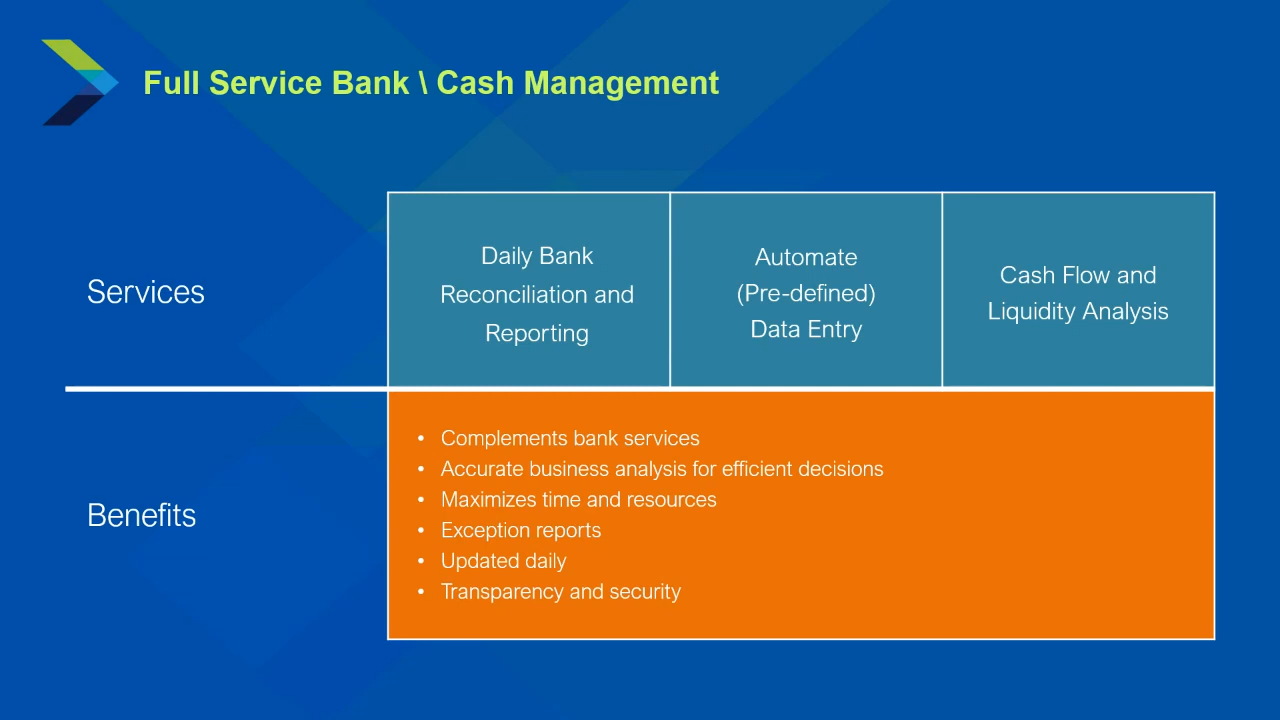 Full Service Bank \ Cash Management
Services
Daily Bank
Reconciliation and
Reporting
Automate
(Pre-defined)
Data Entry
Cash Flow and
Liquidity Analysis
Benefits
• Complements bank services
• Accurate business analysis for efficient decisions
• Maximizes time and resources
• Exception reports
• Updated daily
• Transparency and security